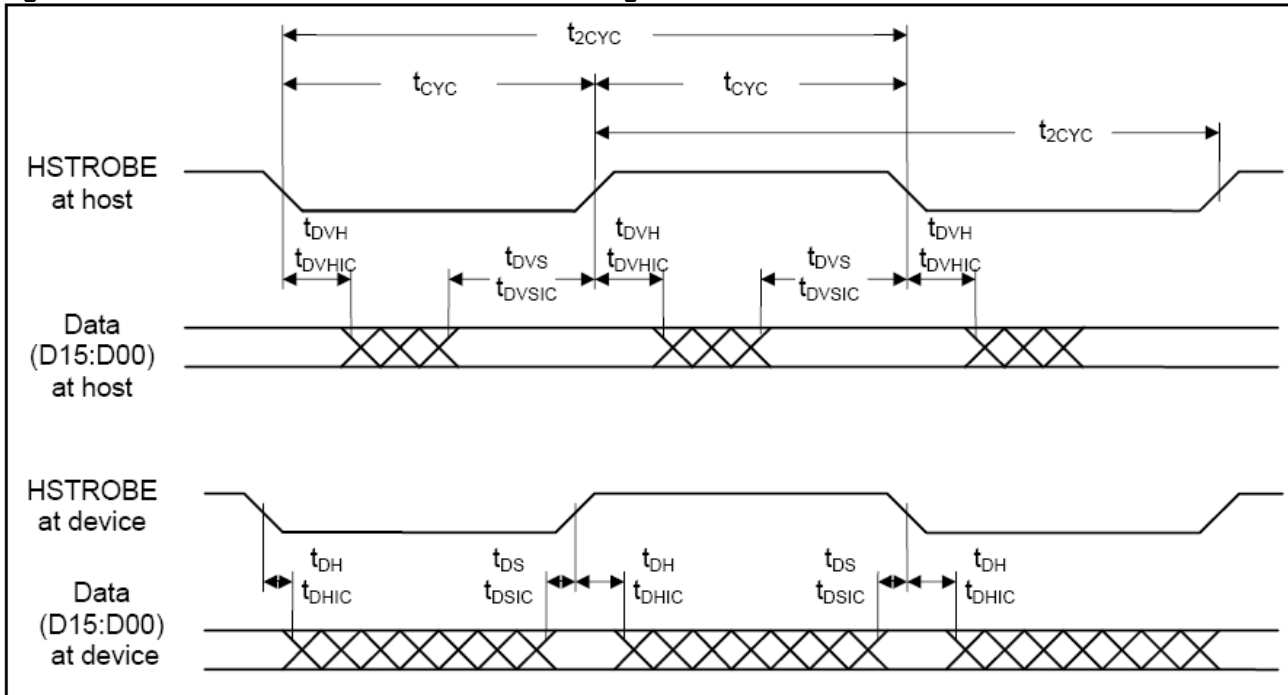 t2CYC
tCYC tCYC
t2CYC
HSTROBE
at host
tDVH tDVH tDVH
tDVHIC tDVS tDVHIC tDVS tDVHIC
tDVSIC tDVSIC
Data
(D15:D00)
at host
HSTROBE
at device
tDH tDS tDH tDS tDH
tDHIC tDSIC tDHIC tDSIC tDHIC
Data
(D15:D00)
at device